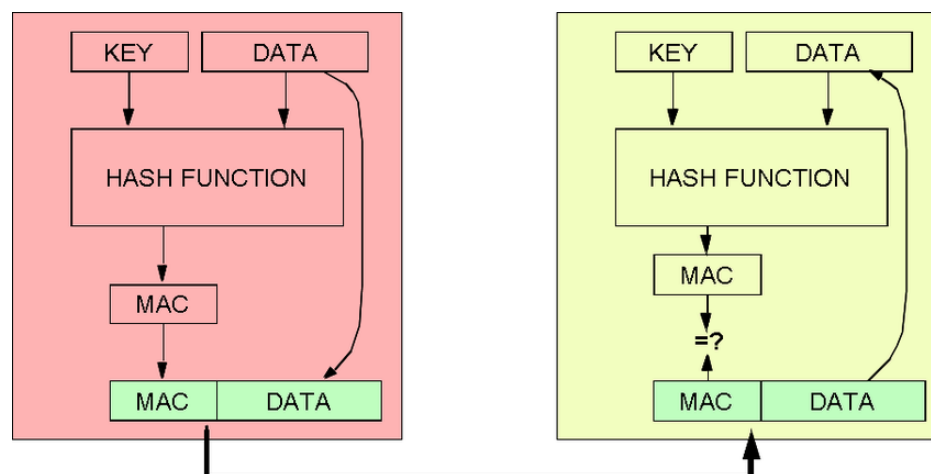 KEY DATA
HASH FUNCTION
MAC
MAC DATA
KEY DATA
HASH FUNCTION
MAC
=?
MAC DATA